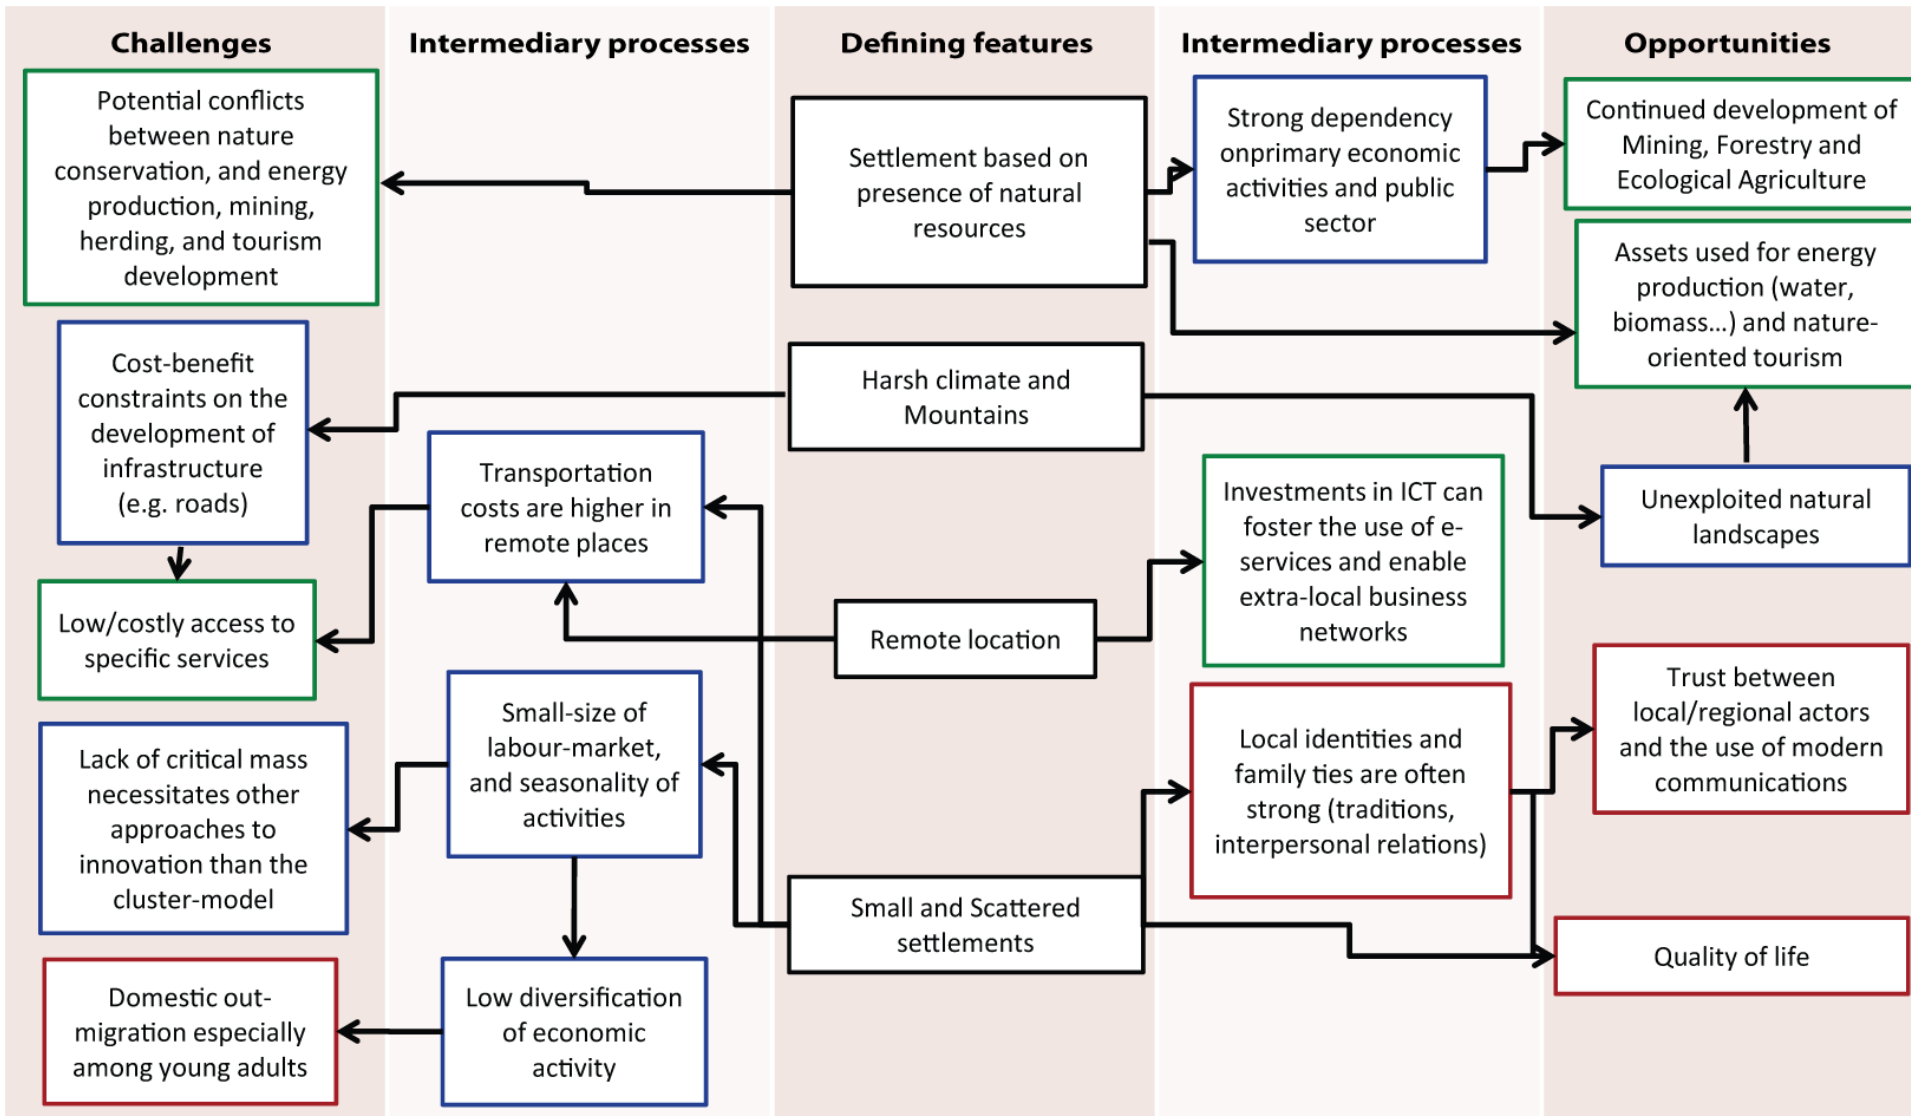 Challenges
Intermediary processes
Defining features
Intermediary processes
Opportunities
Potential conflicts
between nature
conservation, and energy
production, mining,
herding, and tourism
development
Settlement based on
presence of natural
resources
Strong dependency
onprimary economic
activities and public
sector
Continued development of
Mining, Forestry and
Ecological Agriculture
Assets used for energy
production (water,
biomass...) and nature-
oriented tourism
Cost-benefit
constraints on the
development of
infrastructure
(e.g. roads)
Harsh climate and
Mountains
Transportation
costs are higher in
remote places
Investments in ICT can
foster the use of e-
services and enable
extra-local business
networks
Unexploited natural
landscapes
Low/costly access to
specific services
Remote location
Small-size of
labour-market,
and seasonality of
activities
Local identities and
family ties are often
strong (traditions,
interpersonal relations)
Trust between
local/regional actors
and the use of modern
communications
Lack of critical mass
necessitates other
approaches to
innovation than the
cluster-model
Small and Scattered
settlements
Quality of life
Domestic out-
migration especially
among young adults
Low diversification
of economic
activity